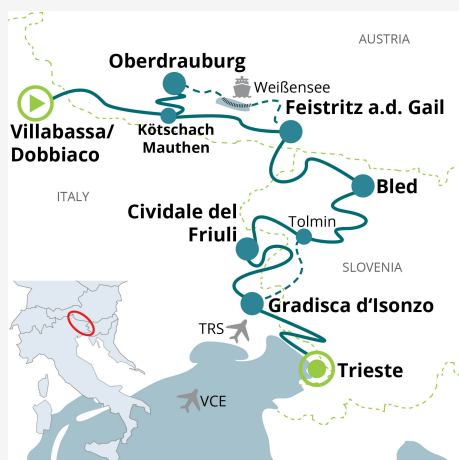 AUSTRIA
Oberdrauburg
Weißensee
Feistritz a.d. Gail
Villabassa/
Dobbiaco
Kötschach
Mauthen
Bled
ITALY
Cividale del
Friuli
Tolmin
SLOVENIA
Gradisca d‘Isonzo
TRS
Trieste
VCE